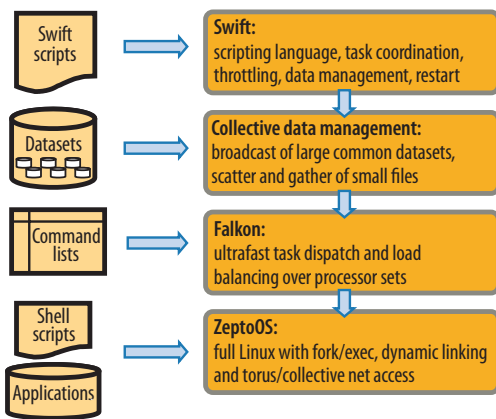 Swift
scripts
Swift:
scripting language, task coordination,
throttling, data management, restart
Datasets
Collective data management:
broadcast of large common datasets,
scatter and gather of small files
Command
lists
Falkon:
ultrafast task dispatch and load
balancing over processor sets
Shell
scripts
Applications
ZeptoOS:
full Linux with fork/exec, dynamic linking
and torus/collective net access